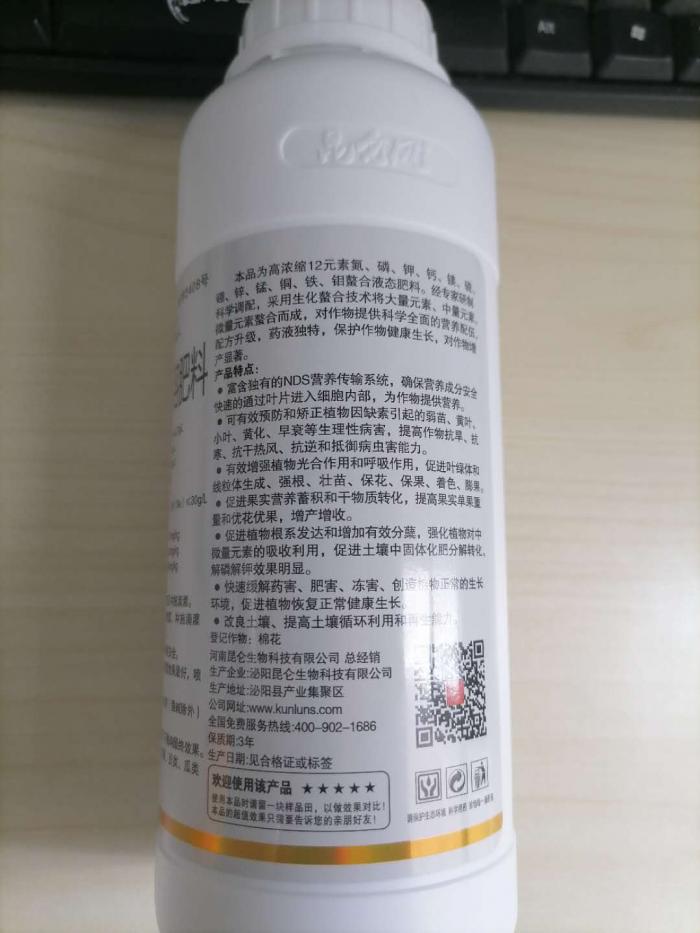 Alt
昆仑
本品为高浓缩12元素氮、磷、钾、钙、镁、硫、
硼、锌、锰、铜、铁、钼螯合液态肥料。经专家研制
科学调配，采用生化螯合技术将大量元素、中量元素、
微量元素螯合而成，对作物提供科学全面的营养配伍，
配方升级，药液独特，保护作物健康生长，对作物增
产显著。
产品特点：
● 富含独有的NDS营养传输系统，确保营养成分安全
快速的通过叶片进入细胞内部，为作物提供营养。
● 可有效预防和矫正植物因缺素引起的弱苗、黄叶、
小叶、黄化、早衰等生理性病害，提高作物抗旱、抗
寒、抗干热风、抗逆和抵御病虫害能力。
● 有效增强植物光合作用和呼吸作用，促进叶绿体和
线粒体生成、强根、壮苗、保花、保果、着色、膨果。
● 促进果实营养蓄积和干物质转化，提高果实单果重
量和优花优果，增产增收。
● 促进植物根系发达和增加有效分蘖，强化植物对中
微量元素的吸收利用，促进土壤中固体化肥分解转化，
解磷解钾效果明显。
● 快速缓解药害、肥害、冻害、创造植物正常的生长
环境，促进植物恢复正常健康生长。
● 改良土壤、提高土壤循环利用和再生能力。
登记作物：棉花
河南昆仑生物科技有限公司 总经销
生产企业:泌阳昆仑生物科技有限公司
生产地址:泌阳县产业集聚区
公司网址:www.kunluns.com
全国免费服务热线:400-902-1686
保质期:3年
生产日期:见合格证或标签
欢迎使用该产品 ★★★★★
使用本品时请留一块样品田，以做效果对比！
本品的超值效果只需要告诉您的亲朋好友！
请保护生态环境
肥料
<30g/L